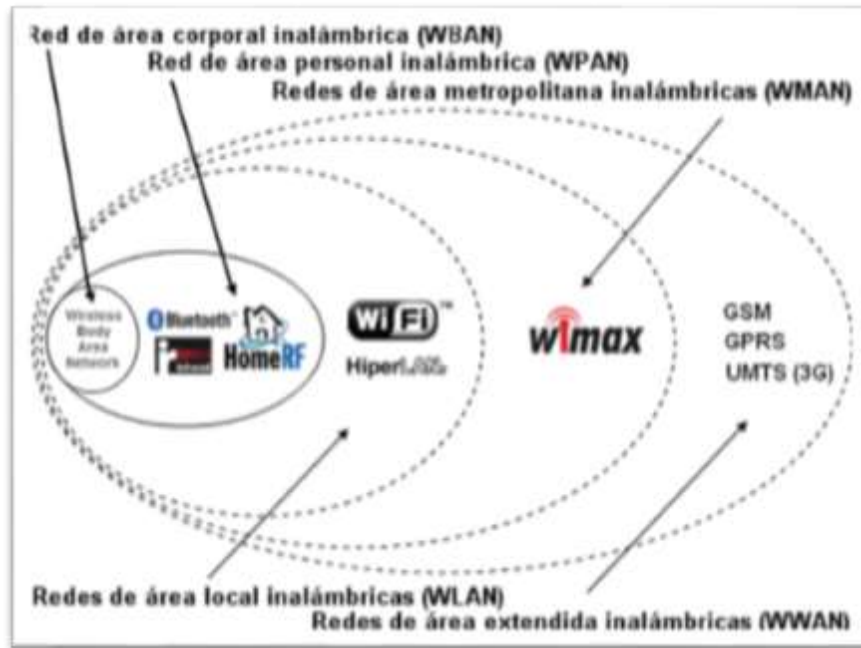 Red de área corporal inalámbrica (WBAN)
Red de área personal inalámbrica (WPAN)
Redes de área metropolitana inalámbricas (WMAN)
Wireless
Body
Area
Network
Bluetooth
HomeRF
WiFi™
HiperLAN2
wimax
GSM
GPRS
UMTS (3G)
Redes de área local inalámbricas (WLAN)
Redes de área extendida inalámbricas (WWAN)